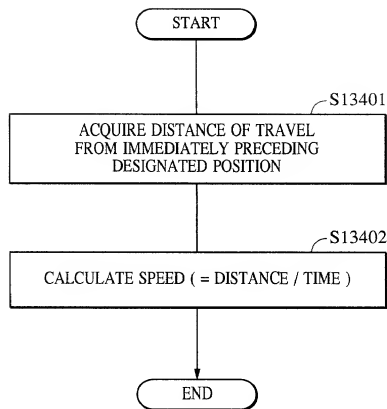 START
S13401
ACQUIRE DISTANCE OF TRAVEL
FROM IMMEDIATELY PRECEDING
DESIGNATED POSITION
S13402
CALCULATE SPEED ( = DISTANCE / TIME )
END